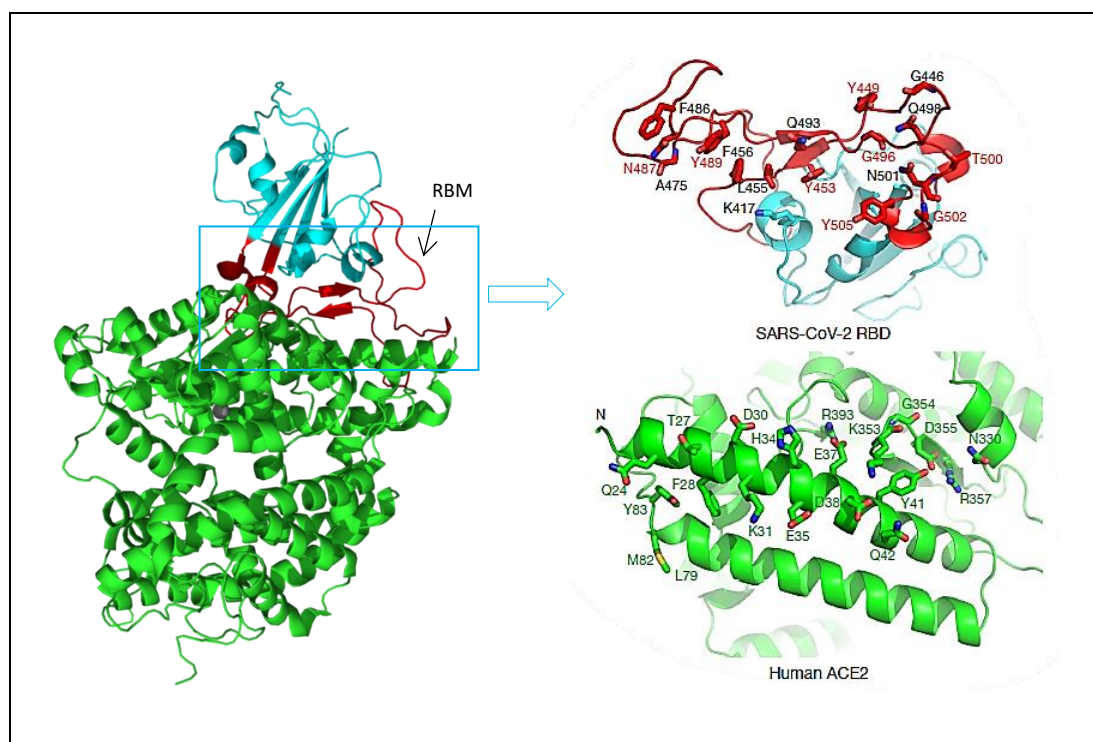 RBM
G446
Y449
Q498
F486
Q493
F456
G496
T500
N487
Y489
N501
A475
L455
Y453
K417
Y505
G502
SARS-CoV-2 RBD
N
T27
D30
R393
G354
H34
K353
D355
E37
N330
Q24
F28
D38
R357
Y83
Y41
K31
E35
Q42
M82
L79
Human ACE2